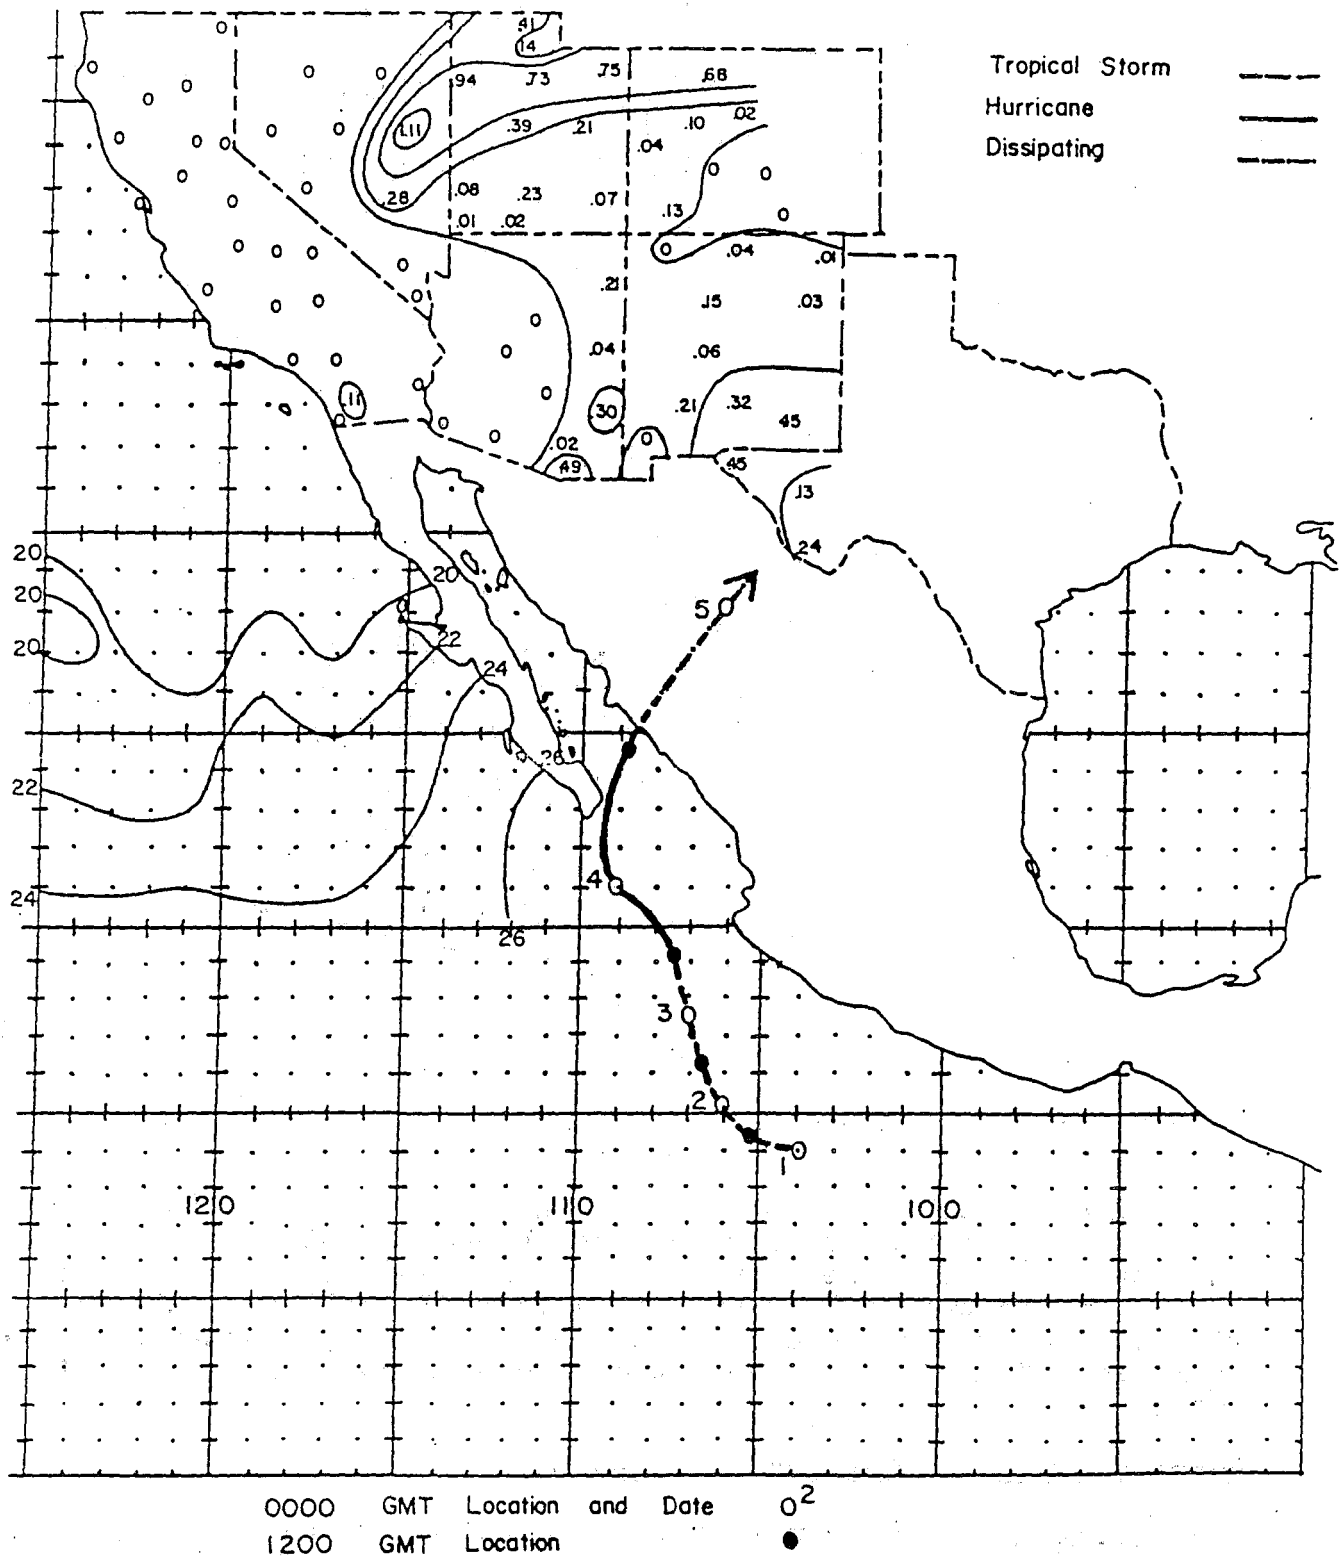 .41
.14
Tropical Storm
.94 .73 .75 .68
Hurricane
.11 .39 .21 .10 .02
Dissipating
.04
.28 .08 .23 .07 .13
.01 .02
.04 .01
.21 .15 .03
.04 .06
.11 .30 .21 .32
.45
.02 .49 .45
.13
.24
20
20
20
5
20
22
24
26
22
4
24
26
3
2
1
120 110 100
0000 GMT Location and Date O2
1200 GMT Location